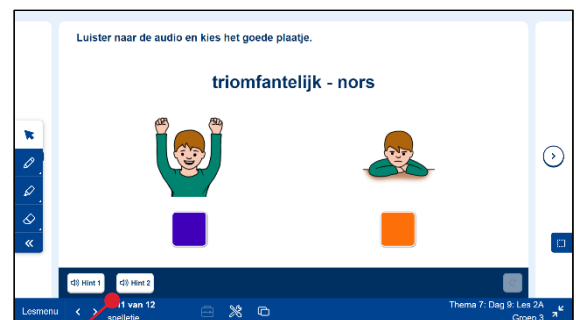 Luister naar de audio en kies het goede plaatje.
triomfantelijk - nors
Hint 1
Hint 2
11 van 12
spelletje
Lesmenu
Thema 7: Dag 9: Les 2A
Groep 3